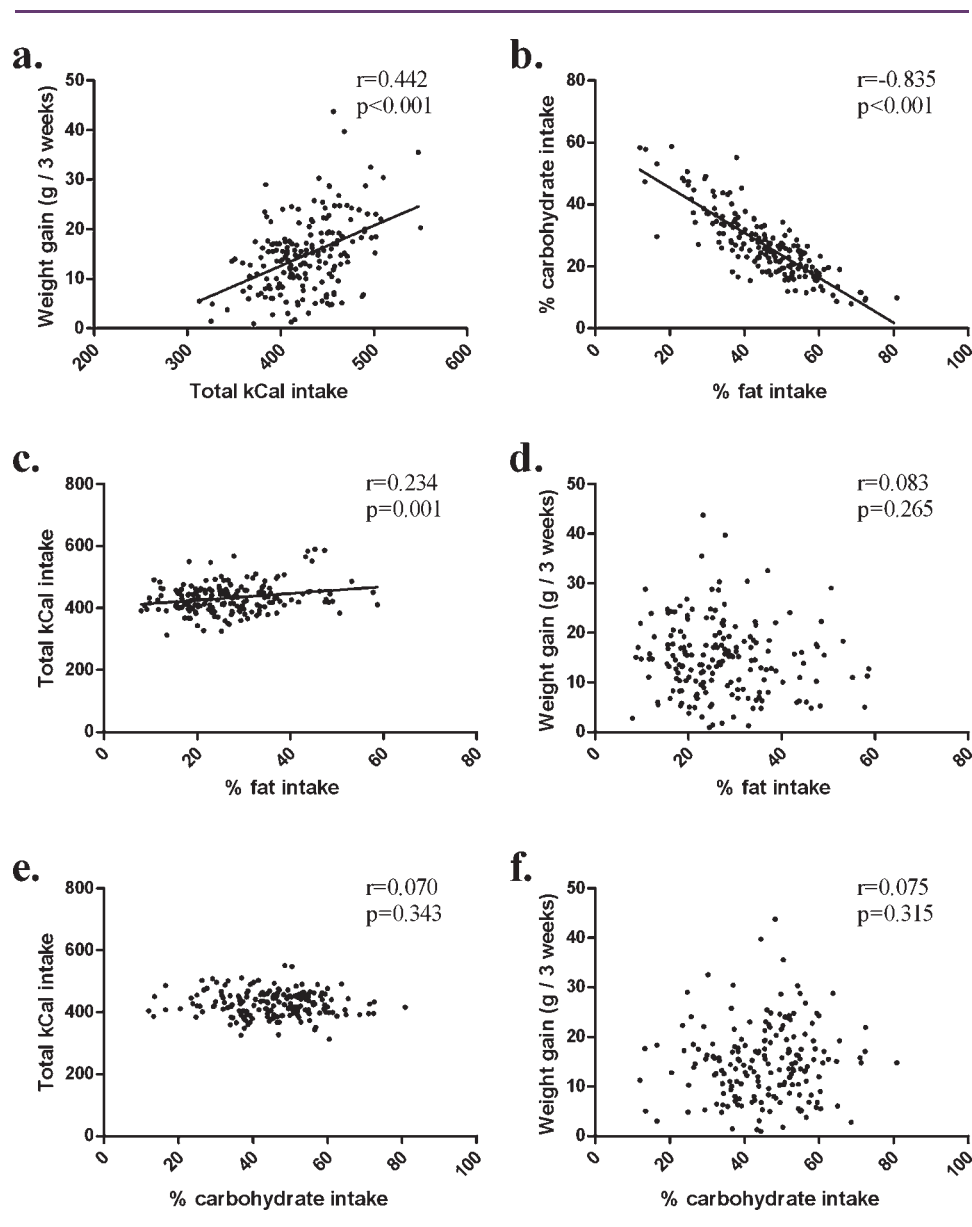 a.
r=0.442
p<0.001
Weight gain (g / 3 weeks)
50
40
30
20
10
0
200
300
400
500
600
Total kCal intake
b.
r=-0.835
p<0.001
% carbohydrate intake
80
60
40
20
0
0
20
40
60
80
100
% fat intake
c.
r=0.234
p=0.001
Total kCal intake
800
600
400
200
0
0
20
40
60
80
% fat intake
d.
r=0.083
p=0.265
Weight gain (g / 3 weeks)
50
40
30
20
10
0
0
20
40
60
80
% fat intake
e.
r=0.070
p=0.343
Total kCal intake
800
600
400
200
0
0
20
40
60
80
100
% carbohydrate intake
f.
r=0.075
p=0.315
Weight gain (g / 3 weeks)
50
40
30
20
10
0
0
20
40
60
80
100
% carbohydrate intake